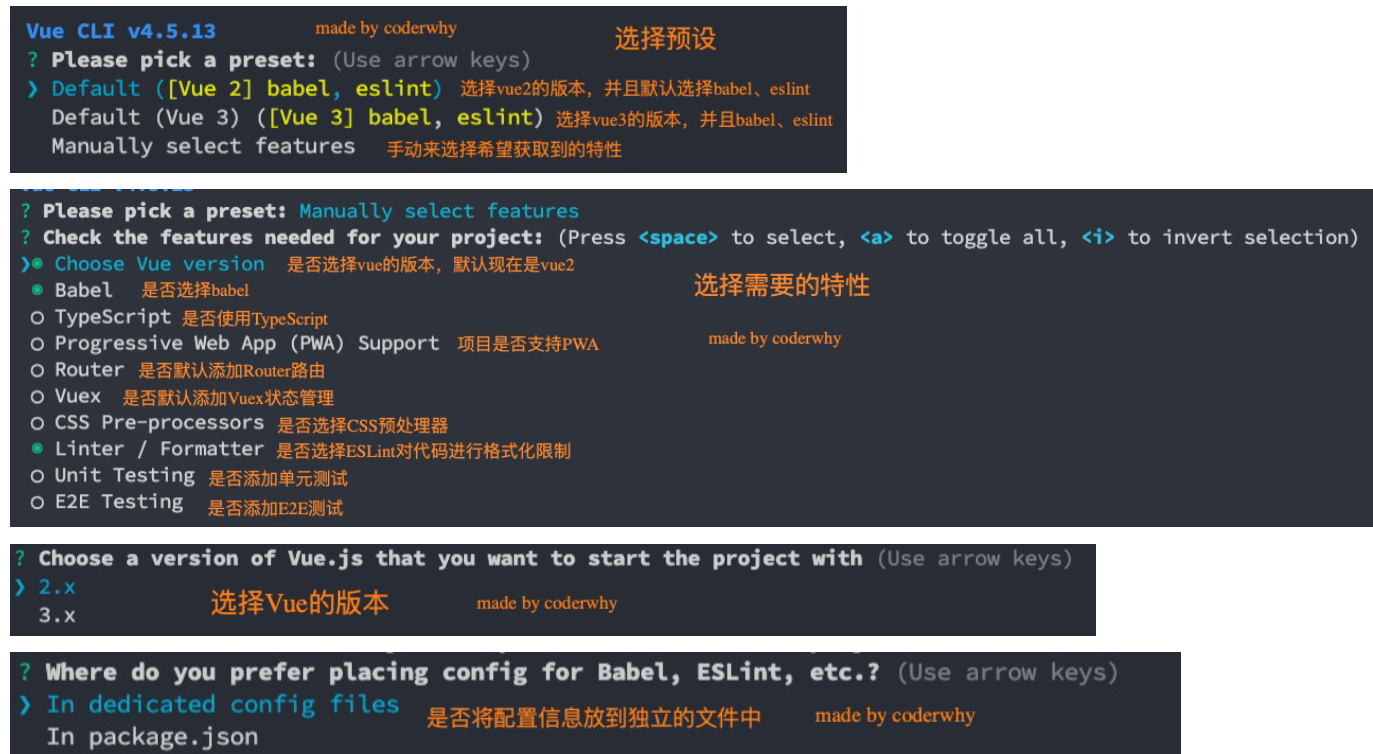 Vue CLI v4.5.13 made by coderwhy 选择预设
? Please pick a preset: (Use arrow keys)
❯ Default ([Vue 2] babel, eslint) 选择vue2的版本，并且默认选择babel、eslint
Default (Vue 3) ([Vue 3] babel, eslint) 选择vue3的版本，并且babel、eslint
Manually select features 手动来选择希望获取到的特性
? Please pick a preset: Manually select features
? Check the features needed for your project: (Press <space> to select, <a> to toggle all, <i> to invert selection)
❯◉ Choose Vue version 是否选择vue的版本，默认现在是vue2 选择需要的特性
◉ Babel 是否选择babel
◯ TypeScript 是否使用TypeScript
◯ Progressive Web App (PWA) Support 项目是否支持PWA made by coderwhy
◯ Router 是否默认添加Router路由
◯ Vuex 是否默认添加Vuex状态管理
◯ CSS Pre-processors 是否选择CSS预处理器
◉ Linter / Formatter 是否选择ESLint对代码进行格式化限制
◯ Unit Testing 是否添加单元测试
◯ E2E Testing 是否添加E2E测试
? Choose a version of Vue.js that you want to start the project with (Use arrow keys)
❯ 2.x
选择Vue的版本 made by coderwhy
3.x
? Where do you prefer placing config for Babel, ESLint, etc.? (Use arrow keys)
❯ In dedicated config files 是否将配置信息放到独立的文件中 made by coderwhy
In package.json